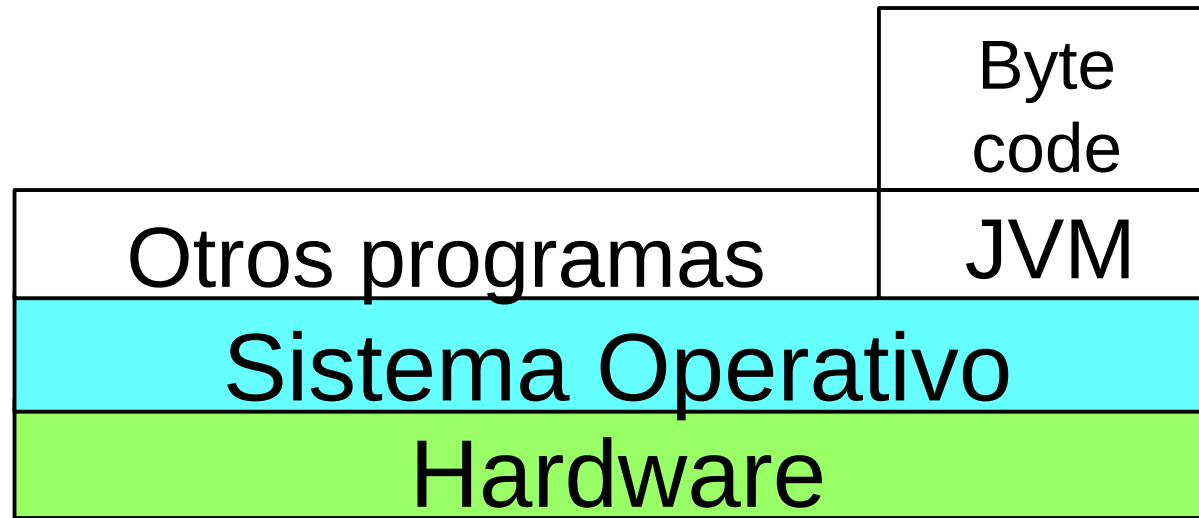 Byte
code
Otros programas
JVM
Sistema Operativo
Hardware